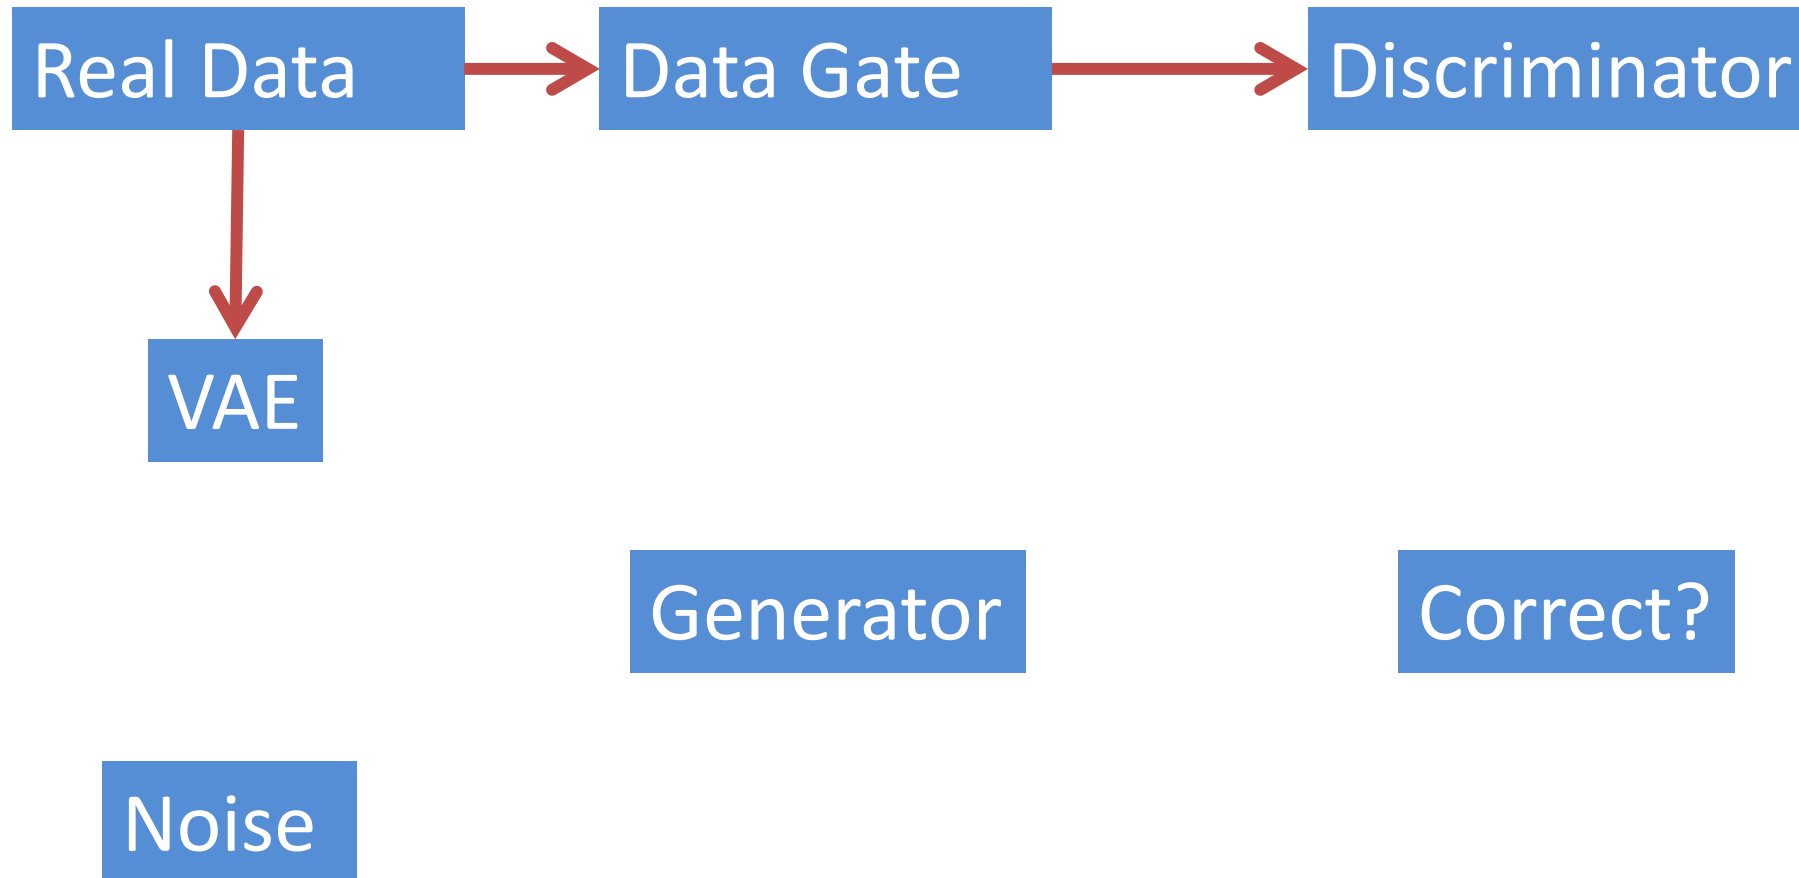 Real Data
Data Gate
Discriminator
VAE
Generator
Correct?
Noise